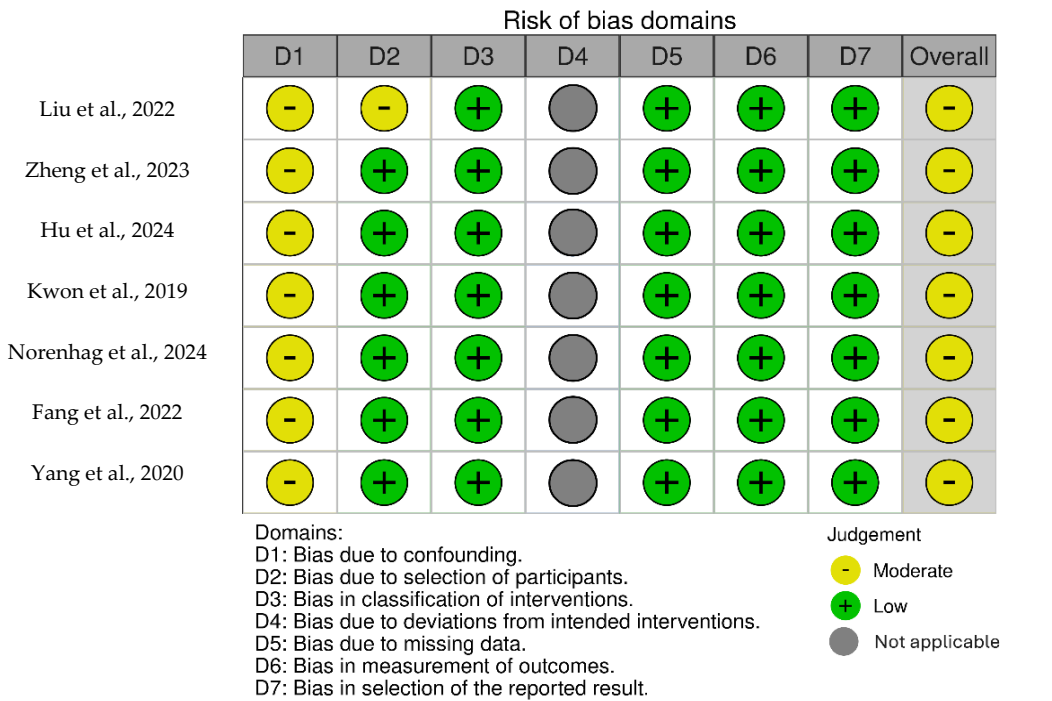 Risk of bias domains
D1 D2 D3 D4 D5 D6 D7 Overall
Liu et al., 2022 - - + + + + -
Zheng et al., 2023 - + + + + + -
Hu et al., 2024 - + + + + + -
Kwon et al., 2019 - + + + + + -
Norenhag et al., 2024 - + + + + + -
Fang et al., 2022 - + + + + + -
Yang et al., 2020 - + + + + + -
Domains:
D1: Bias due to confounding.
D2: Bias due to selection of participants.
D3: Bias in classification of interventions.
D4: Bias due to deviations from intended interventions.
D5: Bias due to missing data.
D6: Bias in measurement of outcomes.
D7: Bias in selection of the reported result.
Judgement
- Moderate
+ Low
Not applicable